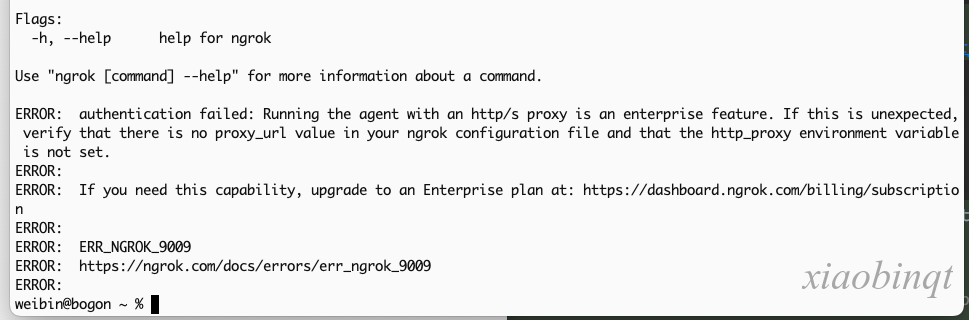 Flags:
  -h, --help      help for ngrok
Use "ngrok [command] --help" for more information about a command.
ERROR:  authentication failed: Running the agent with an http/s proxy is an enterprise feature. If this is unexpected,
 verify that there is no proxy_url value in your ngrok configuration file and that the http_proxy environment variable
 is not set.
ERROR:
ERROR:  If you need this capability, upgrade to an Enterprise plan at: https://dashboard.ngrok.com/billing/subscriptio
n
ERROR:
ERROR:  ERR_NGROK_9009
ERROR:  https://ngrok.com/docs/errors/err_ngrok_9009
ERROR:
weibin@bogon ~ %
xiaobinqt